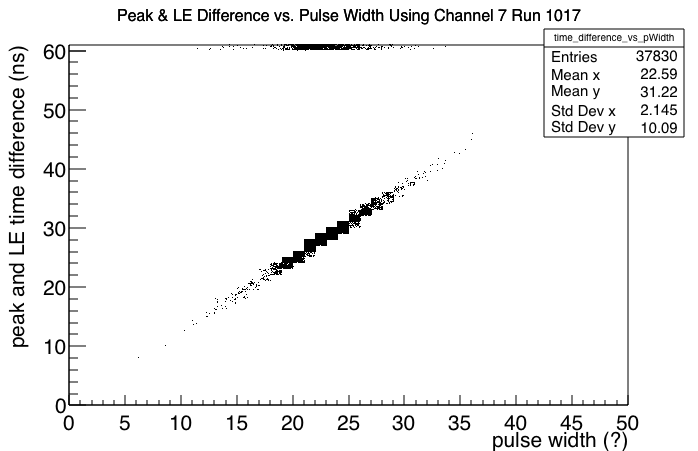 Peak & LE Difference vs. Pulse Width Using Channel 7 Run 1017
time_difference_vs_pWidth
Entries 37830
Mean x 22.59
Mean y 31.22
Std Dev x 2.145
Std Dev y 10.09
peak and LE time difference (ns)
60
50
40
30
20
10
0
0 5 10 15 20 25 30 35 40 45 50
pulse width (?)